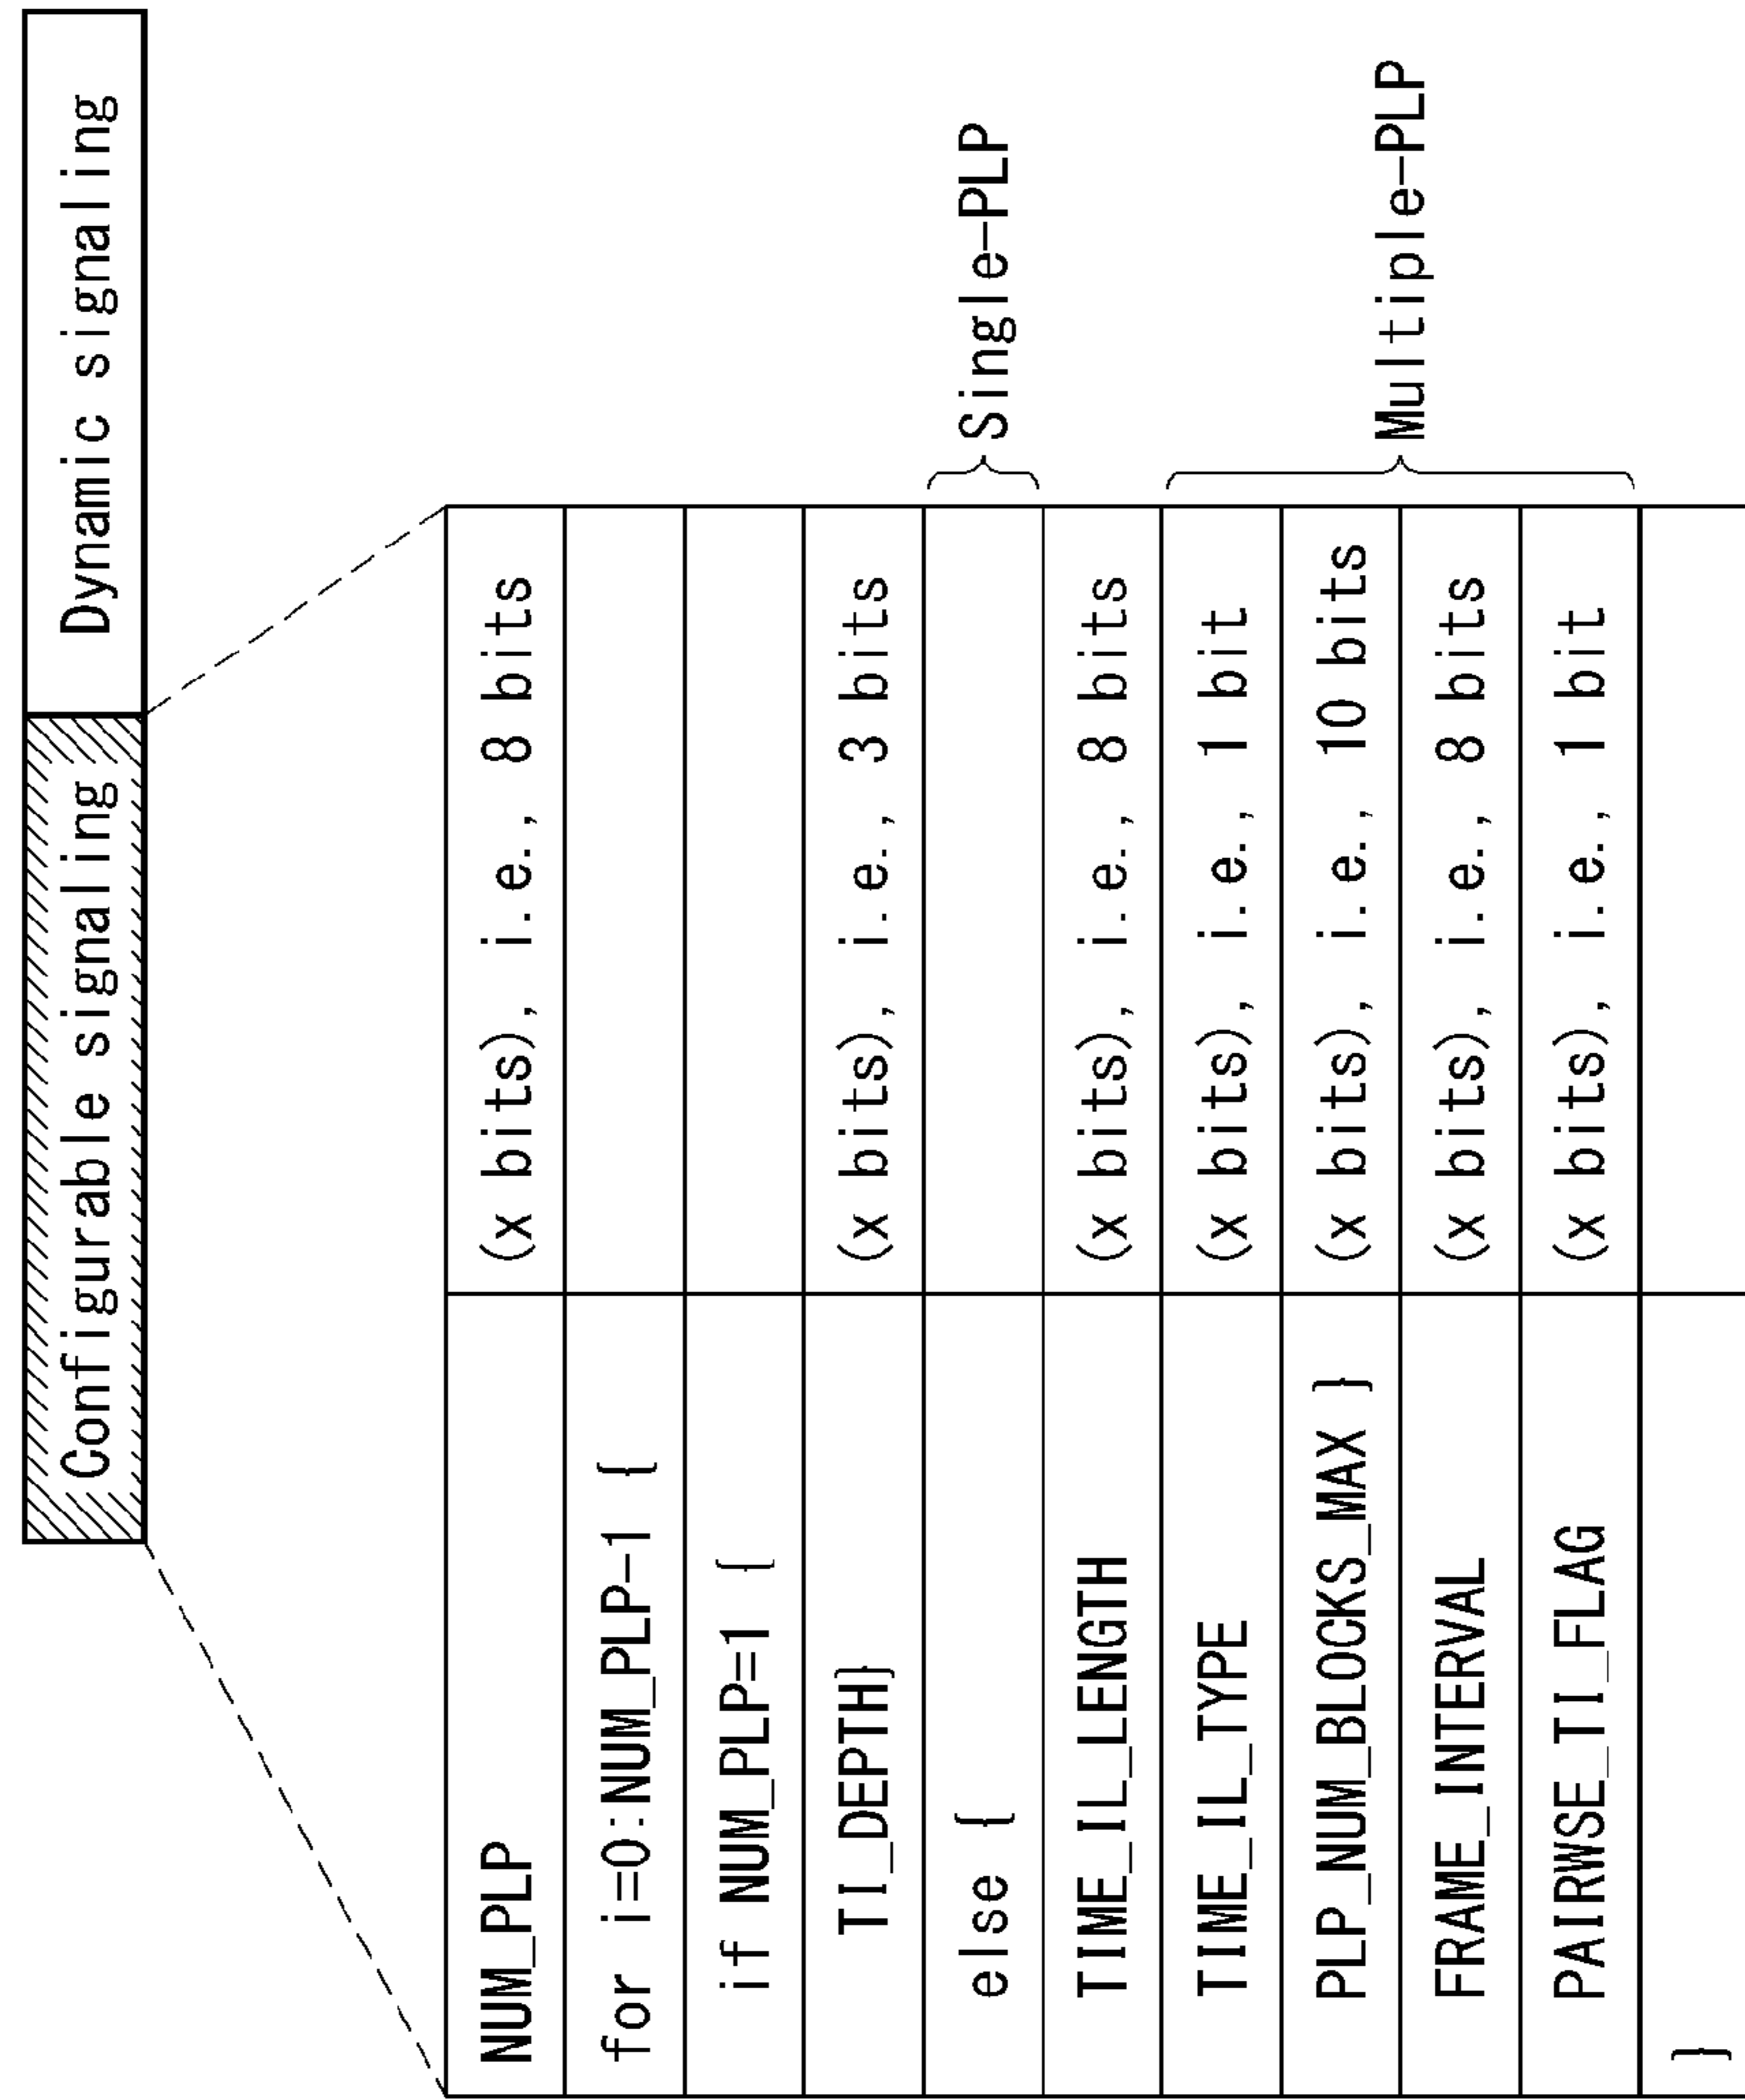 Configurable signaling Dynamic signaling
NUM_PLP (x bits), i.e., 8 bits
for i=0:NUM_PLP-1 {
if NUM_PLP=1 {
TI_DEPTH} (x bits), i.e., 3 bits
else {
Single-PLP
TIME_IL_LENGTH (x bits), i.e., 8 bits
TIME_IL_TYPE (x bits), i.e., 1 bit
PLP_NUM_BLOCKS_MAX } (x bits), i.e., 10 bits
Multiple-PLP
FRAME_INTERVAL (x bits), i.e., 8 bits
PAIRWSE_TI_FLAG (x bits), i.e., 1 bit
}